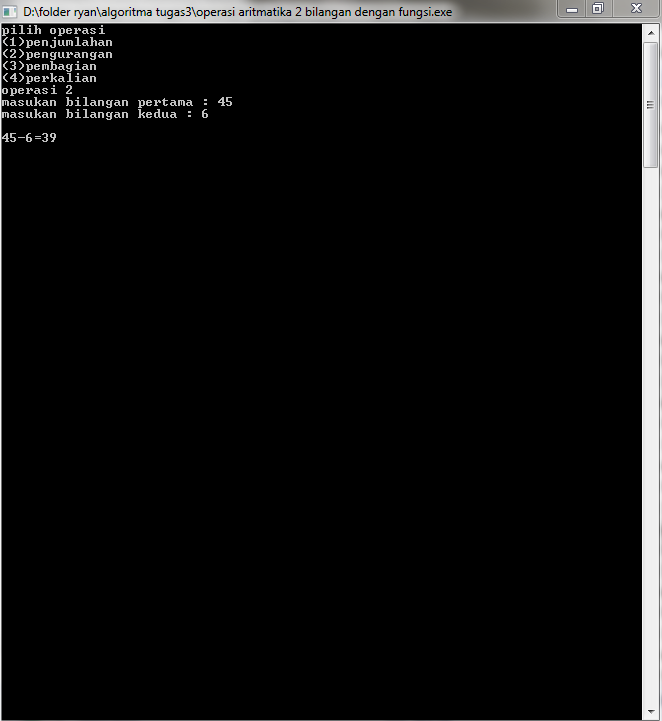 D:\folder ryan\algoritma tugas3\operasi aritmatika 2 bilangan dengan fungsi.exe
pilih operasi
(1)penjumlahan
(2)pengurangan
(3)pembagian
(4)perkalian
operasi 2
masukan bilangan pertama : 45
masukan bilangan kedua : 6
45-6=39